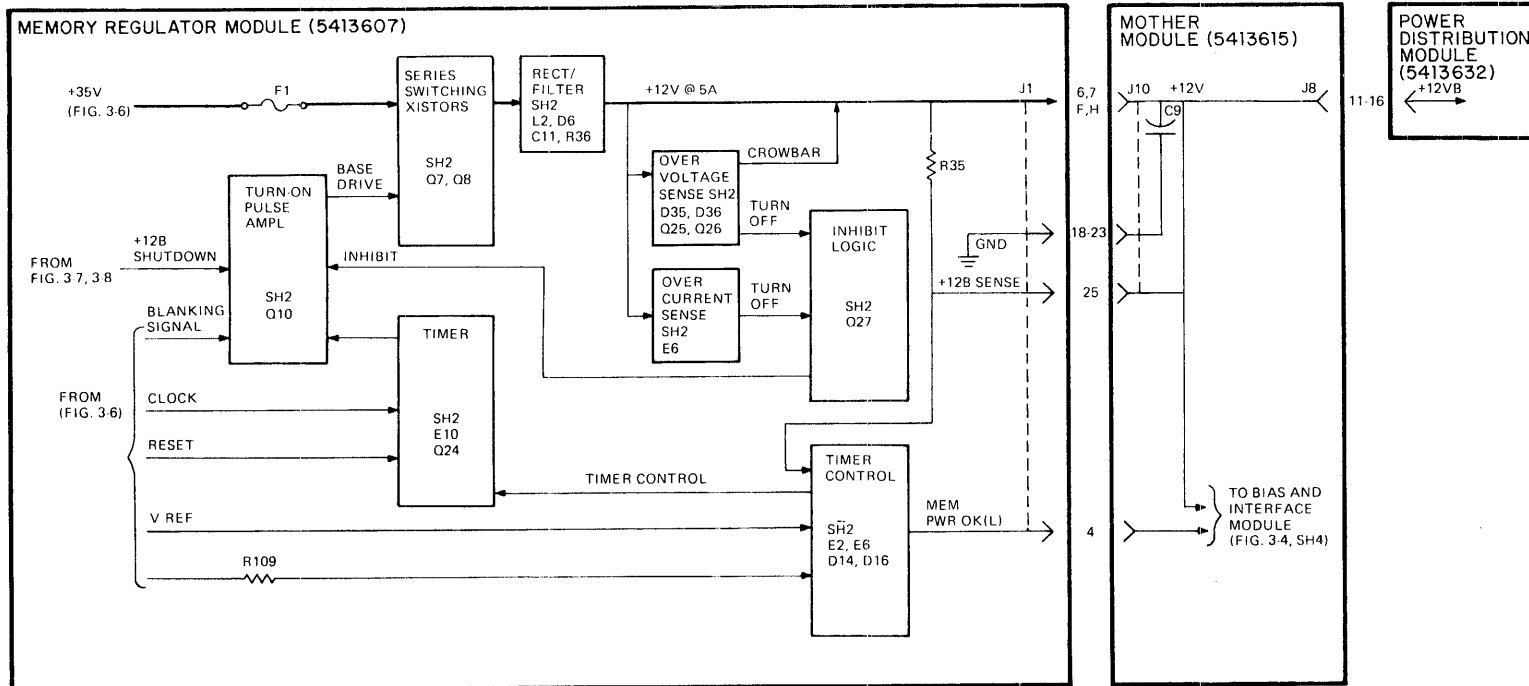 MEMORY REGULATOR MODULE (5413607)
+35V
(FIG. 3-6)
F1
SERIES
SWITCHING
XISTORS
SH2
Q7, Q8
RECT/
FILTER
SH2
L2, D6
C11, R36
+12V @ 5A
J1
R35
CROWBAR
OVER
VOLTAGE
SENSE SH2
D35, D36
Q25, Q26
TURN
OFF
INHIBIT
LOGIC
SH2
Q27
OVER
CURRENT
SENSE
SH2
E6
TURN
OFF
GND
+12B SENSE
BASE
DRIVE
TURN-ON
PULSE
AMPL
SH2
Q10
+12B
SHUTDOWN
FROM
FIG. 3-7, 3-8
INHIBIT
BLANKING
SIGNAL
TIMER
SH2
E10
Q24
FROM
(FIG. 3-6)
CLOCK
RESET
TIMER CONTROL
V REF
R109
TIMER
CONTROL
SH2
E2, E6
D14, D16
MEM
PWR OK(L)
6,7
F,H
18-23
25
4
MOTHER
MODULE (5413615)
J10
+12V
C9
J8
TO BIAS AND
INTERFACE
MODULE
(FIG. 3-4, SH4)
11-16
POWER
DISTRIBUTION
MODULE
(5413632)
+12VB